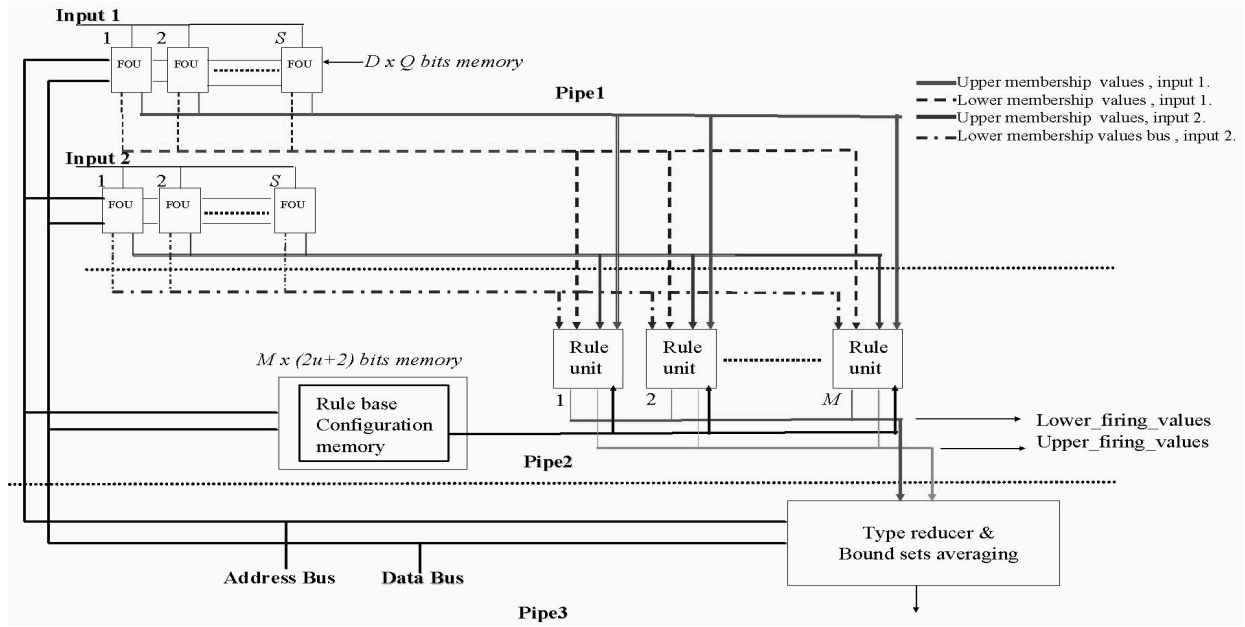 Input 1
1 2 S
FOU FOU FOU
D x Q bits memory
Pipe1
Upper membership values , input 1.
Lower membership values , input 1.
Upper membership values, input 2.
Lower membership values bus , input 2.
Input 2
1 2 S
FOU FOU FOU
M x (2u+2) bits memory
Rule base
Configuration
memory
Rule
unit
Rule
unit
Rule
unit
1 2 M
Lower_firing_values
Upper_firing_values
Pipe2
Type reducer &
Bound sets averaging
Address Bus
Data Bus
Pipe3